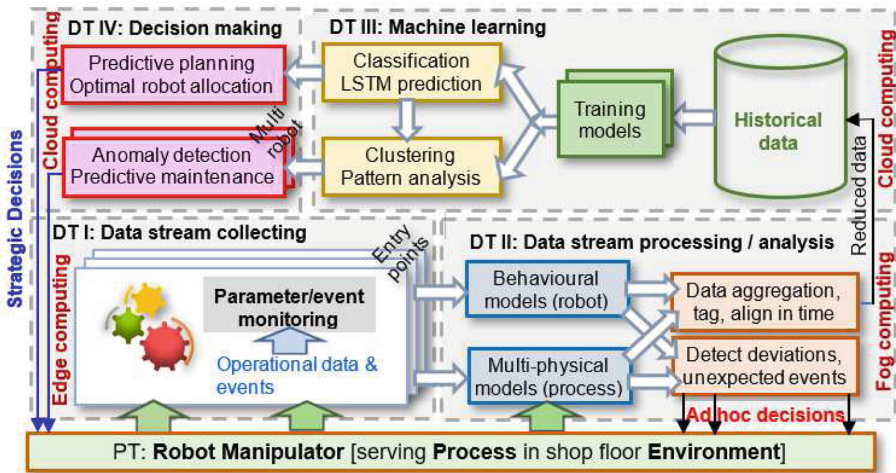 DT IV: Decision making
DT III: Machine learning
Cloud computing
Predictive planning
Optimal robot allocation
Multi
robot
Anomaly detection
Predictive maintenance
Classification
LSTM prediction
Clustering
Pattern analysis
Training
models
Historical
data
Reduced data
Cloud computing
Strategic Decisions
DT I: Data stream collecting
Entry
points
Edge computing
Parameter/event
monitoring
Operational data &
events
DT II: Data stream processing / analysis
Behavioural
models (robot)
Multi-physical
models (process)
Data aggregation,
tag, align in time
Detect deviations,
unexpected events
Fog computing
Ad hoc decisions
PT: Robot Manipulator [serving Process in shop floor Environment]